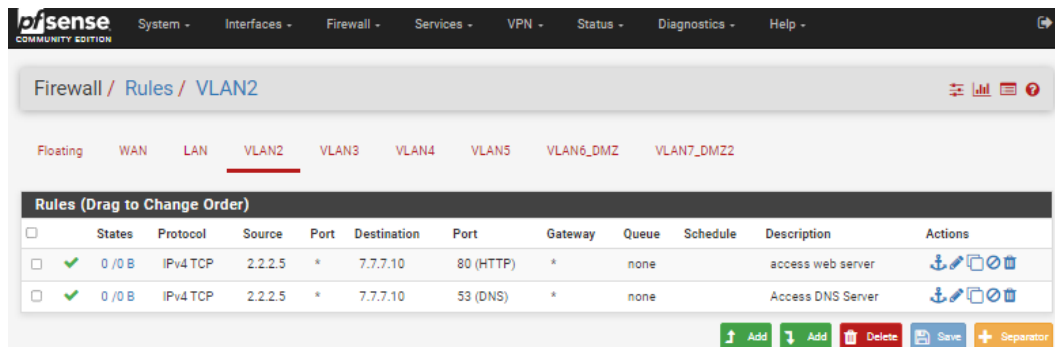 pfsense System Interfaces Firewall Services VPN Status Diagnostics Help
COMMUNITY EDITION
Firewall / Rules / VLAN2
Floating WAN LAN VLAN2 VLAN3 VLAN4 VLAN5 VLAN6_DMZ VLAN7_DMZ2
Rules (Drag to Change Order)
States Protocol Source Port Destination Port Gateway Queue Schedule Description Actions
0 /0 B IPv4 TCP 2.2.2.5 * 7.7.7.10 80 (HTTP) * none access web server
0 /0 B IPv4 TCP 2.2.2.5 * 7.7.7.10 53 (DNS) * none Access DNS Server
Add Add Delete Save Separator